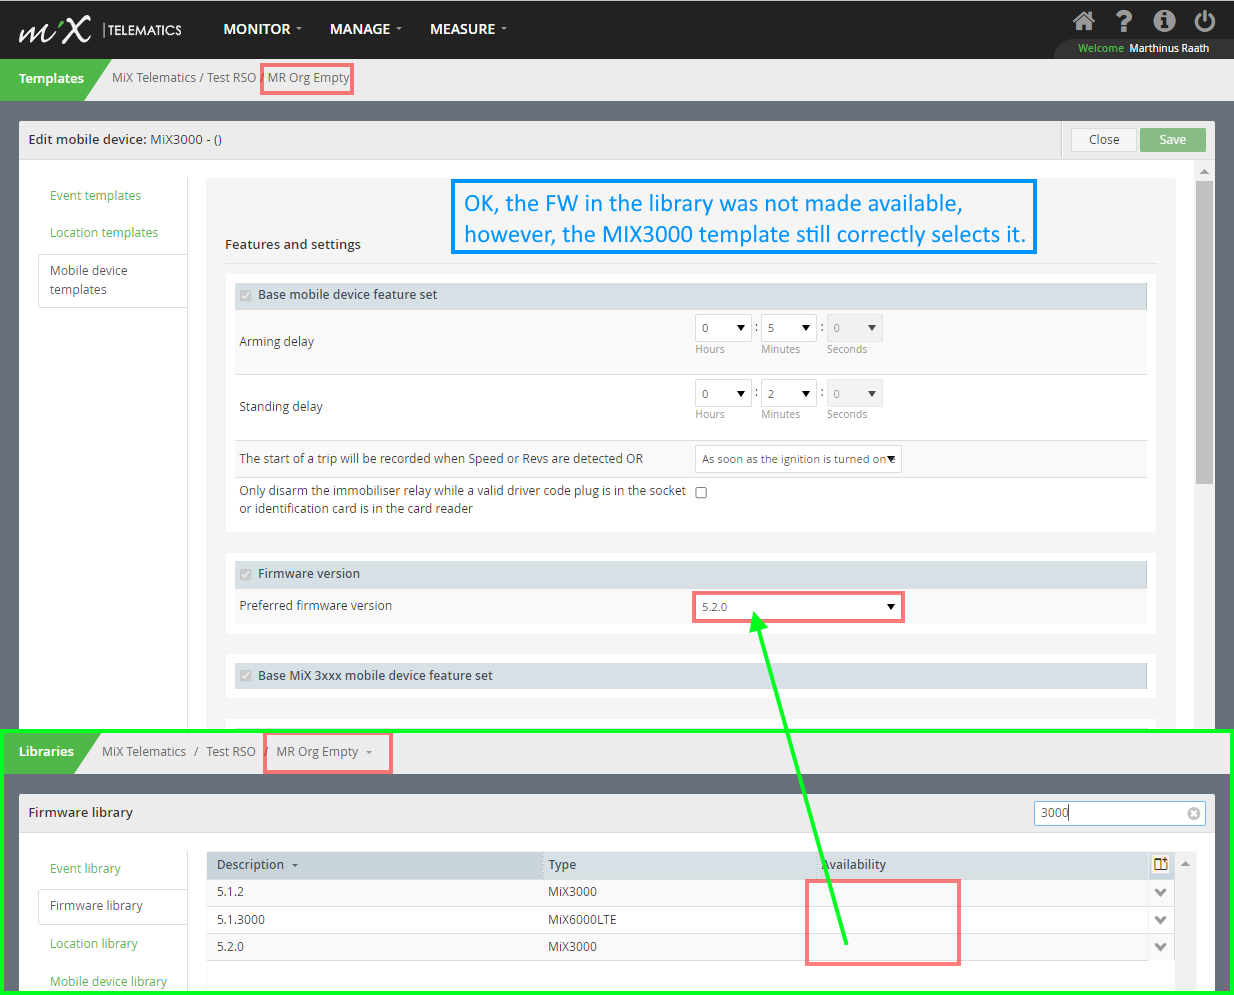 miX TELEMATICS MONITOR MANAGE MEASURE
Welcome Marthinus Raath
Templates MiX Telematics / Test RSO / MR Org Empty
Edit mobile device: MiX3000 - () Close Save
Event templates
Location templates
Mobile device
templates
OK, the FW in the library was not made available,
however, the MIX3000 template still correctly selects it.
Features and settings
Base mobile device feature set
Arming delay 0 : 5 : 0
Hours Minutes Seconds
Standing delay 0 : 2 : 0
Hours Minutes Seconds
The start of a trip will be recorded when Speed or Revs are detected OR As soon as the ignition is turned on
Only disarm the immobiliser relay while a valid driver code plug is in the socket
or identification card is in the card reader
Firmware version
Preferred firmware version 5.2.0
Base MiX 3xxx mobile device feature set
Libraries MiX Telematics / Test RSO / MR Org Empty
Firmware library 3000
Event library
Firmware library
Location library
Mobile device library
Description Type Availability
5.1.2 MiX3000
5.1.3000 MiX6000LTE
5.2.0 MiX3000